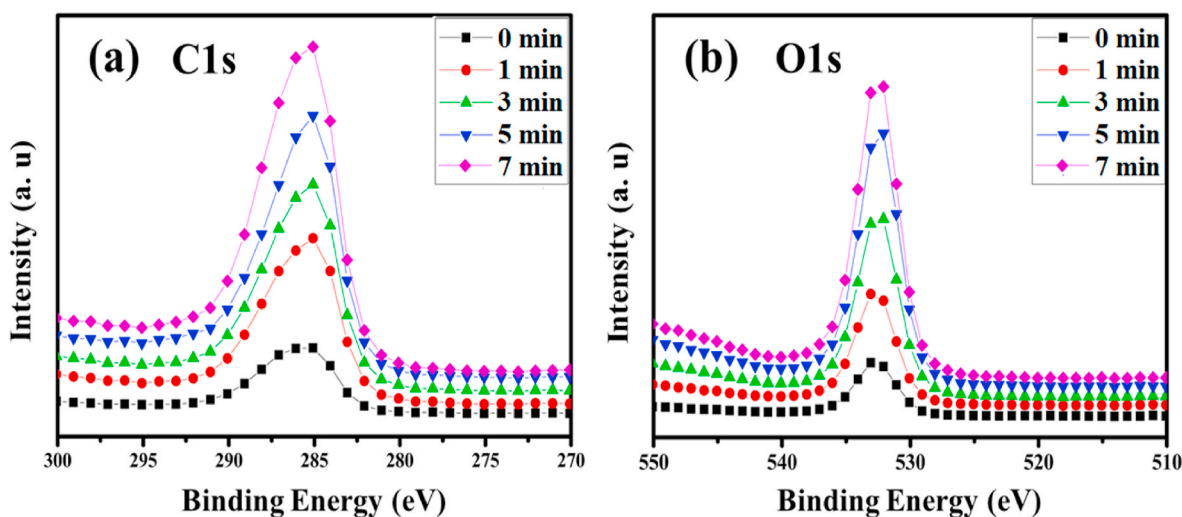 (a) C1s
0 min
1 min
3 min
5 min
7 min
Intensity (a. u)
300 295 290 285 280 275 270
Binding Energy (eV)
(b) O1s
0 min
1 min
3 min
5 min
7 min
Intensity (a. u)
550 540 530 520 510
Binding Energy (eV)